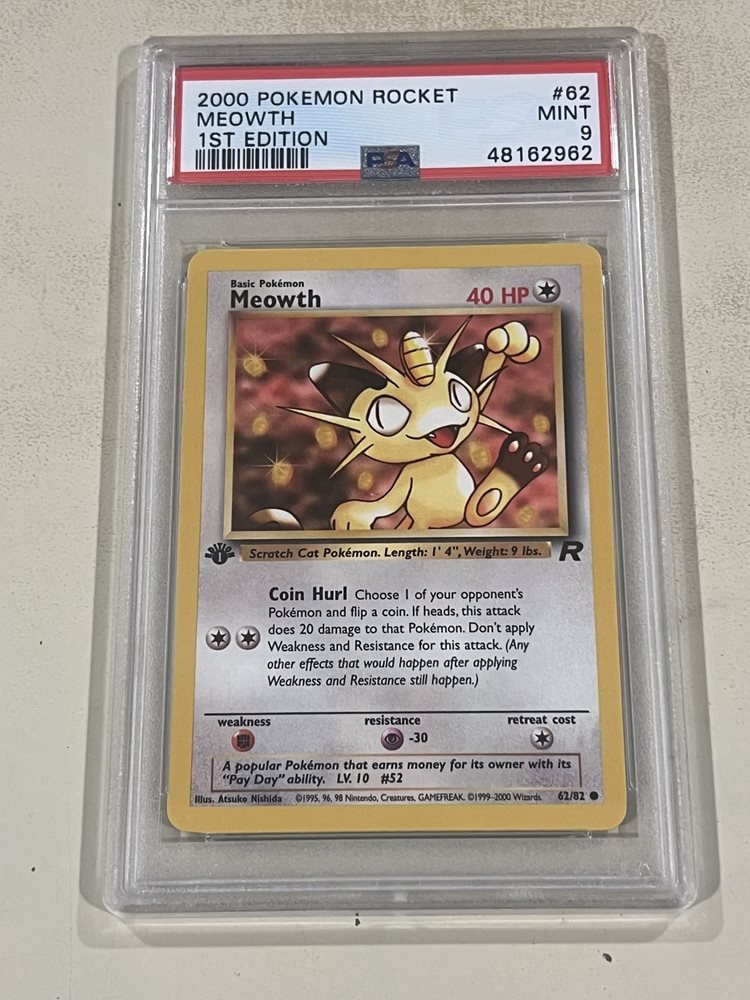 2000 POKEMON ROCKET #62
MEOWTH MINT
1ST EDITION 9
PSA 48162962
Basic Pokémon
Meowth 40 HP
EDITION 1
Scratch Cat Pokémon. Length: 1' 4", Weight: 9 lbs. R
Coin Hurl Choose 1 of your opponent's
Pokémon and flip a coin. If heads, this attack
does 20 damage to that Pokémon. Don't apply
Weakness and Resistance for this attack. (Any
other effects that would happen after applying
Weakness and Resistance still happen.)
weakness resistance retreat cost
-30
A popular Pokémon that earns money for its owner with its
"Pay Day" ability. LV. 10 #52
Illus. Atsuko Nishida ©1995, 96, 98 Nintendo, Creatures, GAMEFREAK. ©1999-2000 Wizards. 62/82